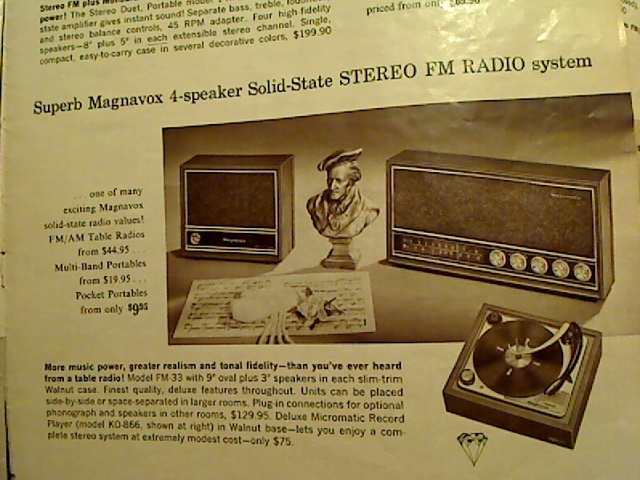 Stereo FM plus
power! The Stereo Duet, Portable model
state amplifier gives instant sound! Separate bass, treble,
and stereo balance controls, 45 RPM adapter. Four high-fidelity
speakers—8" plus 5" in each extensible stereo channel. Single,
compact, easy-to-carry case in several decorative colors, $199.90
priced from only
Superb Magnavox 4-speaker Solid-State STEREO FM RADIO system
. . . one of many
exciting Magnavox
solid-state radio values!
FM/AM Table Radios
from $44.95 . . .
Multi-Band Portables
from $19.95 . . .
Pocket Portables
from only $9.95
More music power, greater realism and tonal fidelity—than you've ever heard
from a table radio! Model FM-33 with 9" oval plus 3" speakers in each slim-trim
Walnut case. Finest quality, deluxe features throughout. Units can be placed
side-by-side or space-separated in larger rooms. Plug-in connections for optional
phonograph and speakers in other rooms, $129.95. Deluxe Micromatic Record
Player (model KO-866, shown at right) in Walnut base—lets you enjoy a com-
plete stereo system at extremely modest cost—only $75.